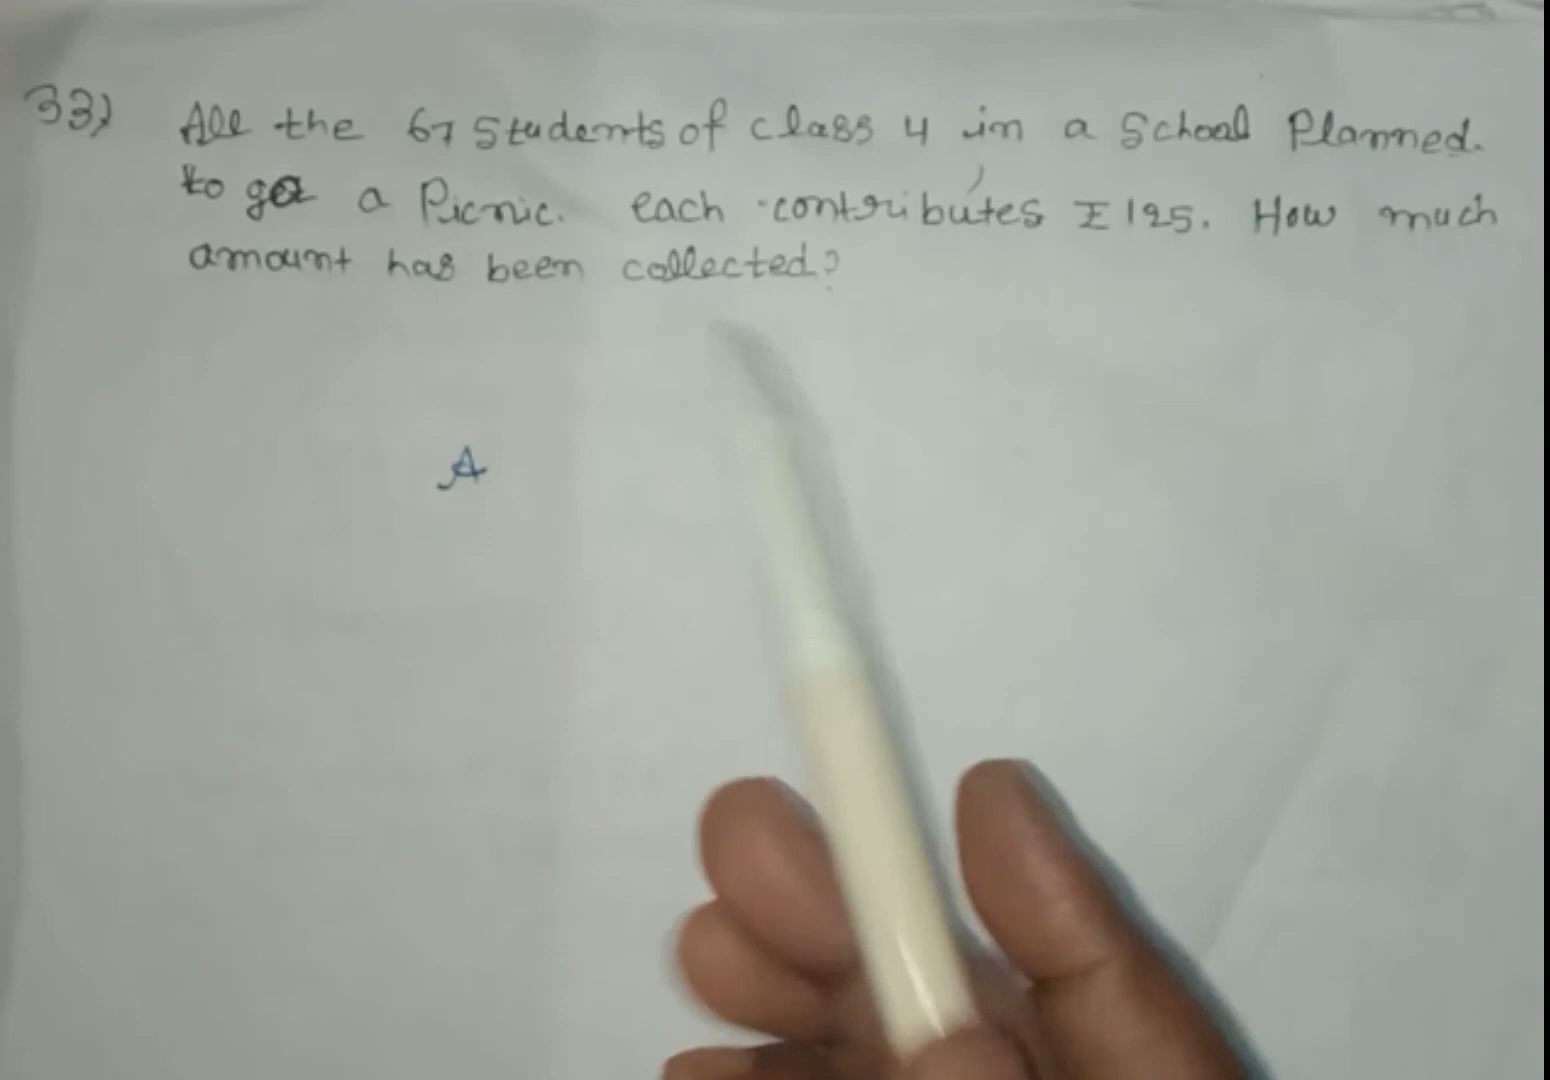 33) All the 67 Students of class 4 in a School Planned.
to go a Picnic. each contributes ₹125. How much
amount has been collected?
A